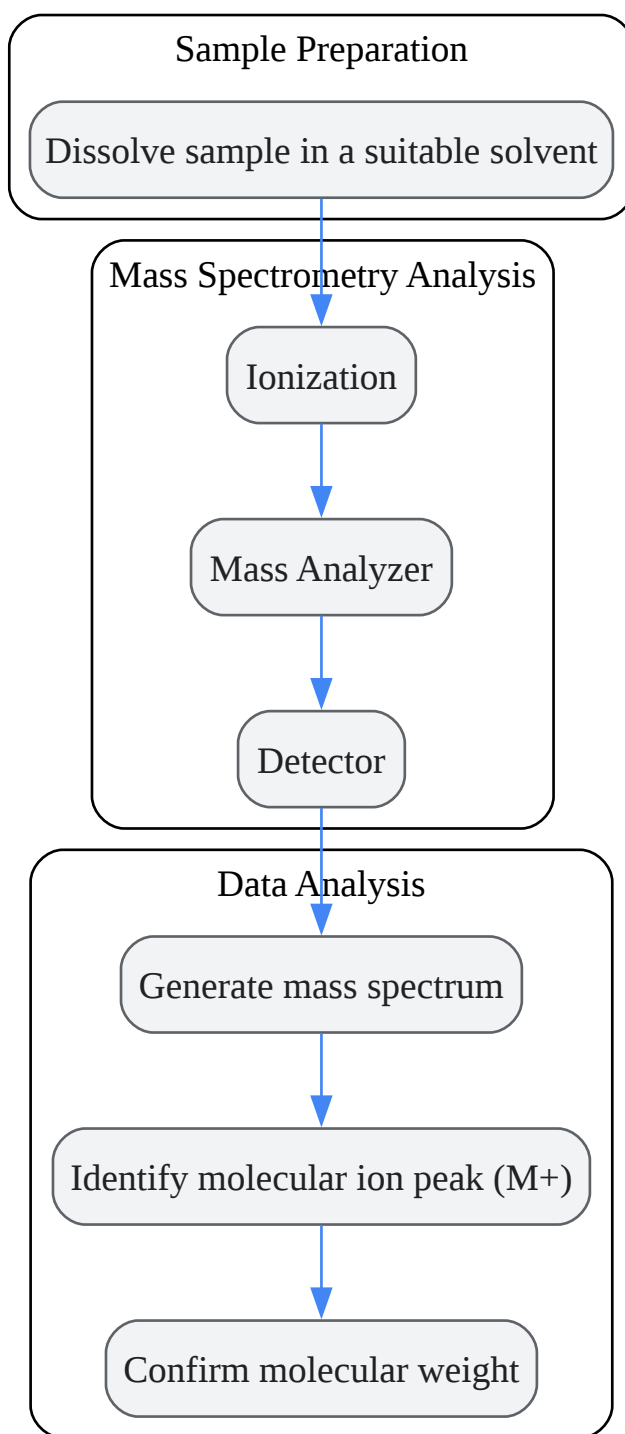 Sample Preparation
Dissolve sample in a suitable solvent
Mass Spectrometry Analysis
Ionization
Mass Analyzer
Detector
Data Analysis
Generate mass spectrum
Identify molecular ion peak (M+)
Confirm molecular weight